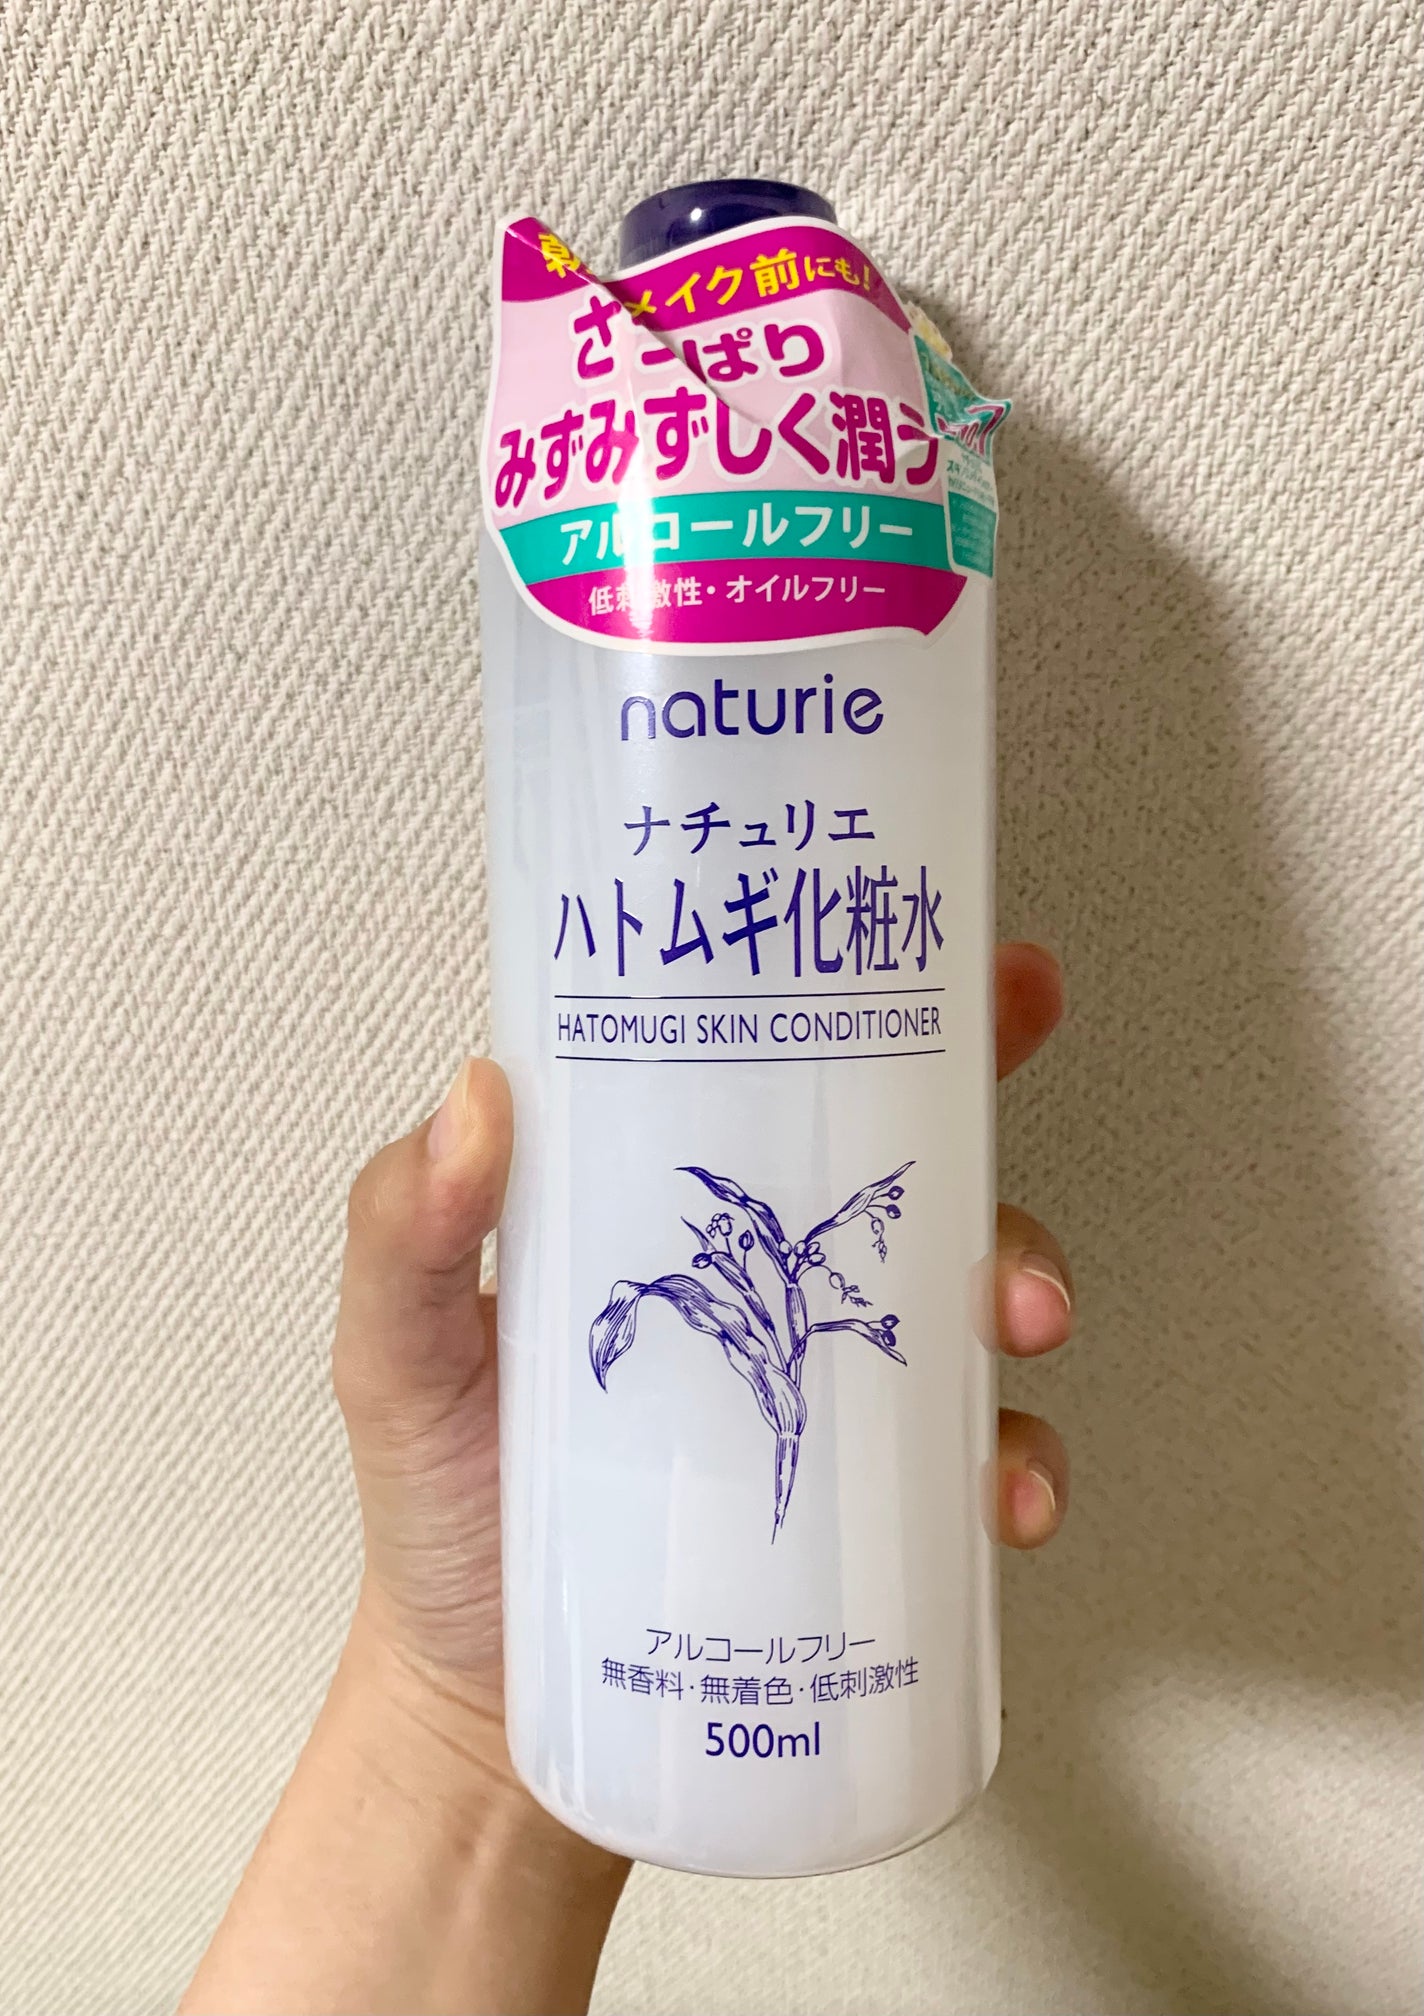 メイク前にも!
さっぱり
みずみずしく潤う
アルコールフリー
低刺激性・オイルフリー
naturie
ナチュリエ
ハトムギ化粧水
HATOMUGI SKIN CONDITIONER
アルコールフリー
無香料・無着色・低刺激性
500ml